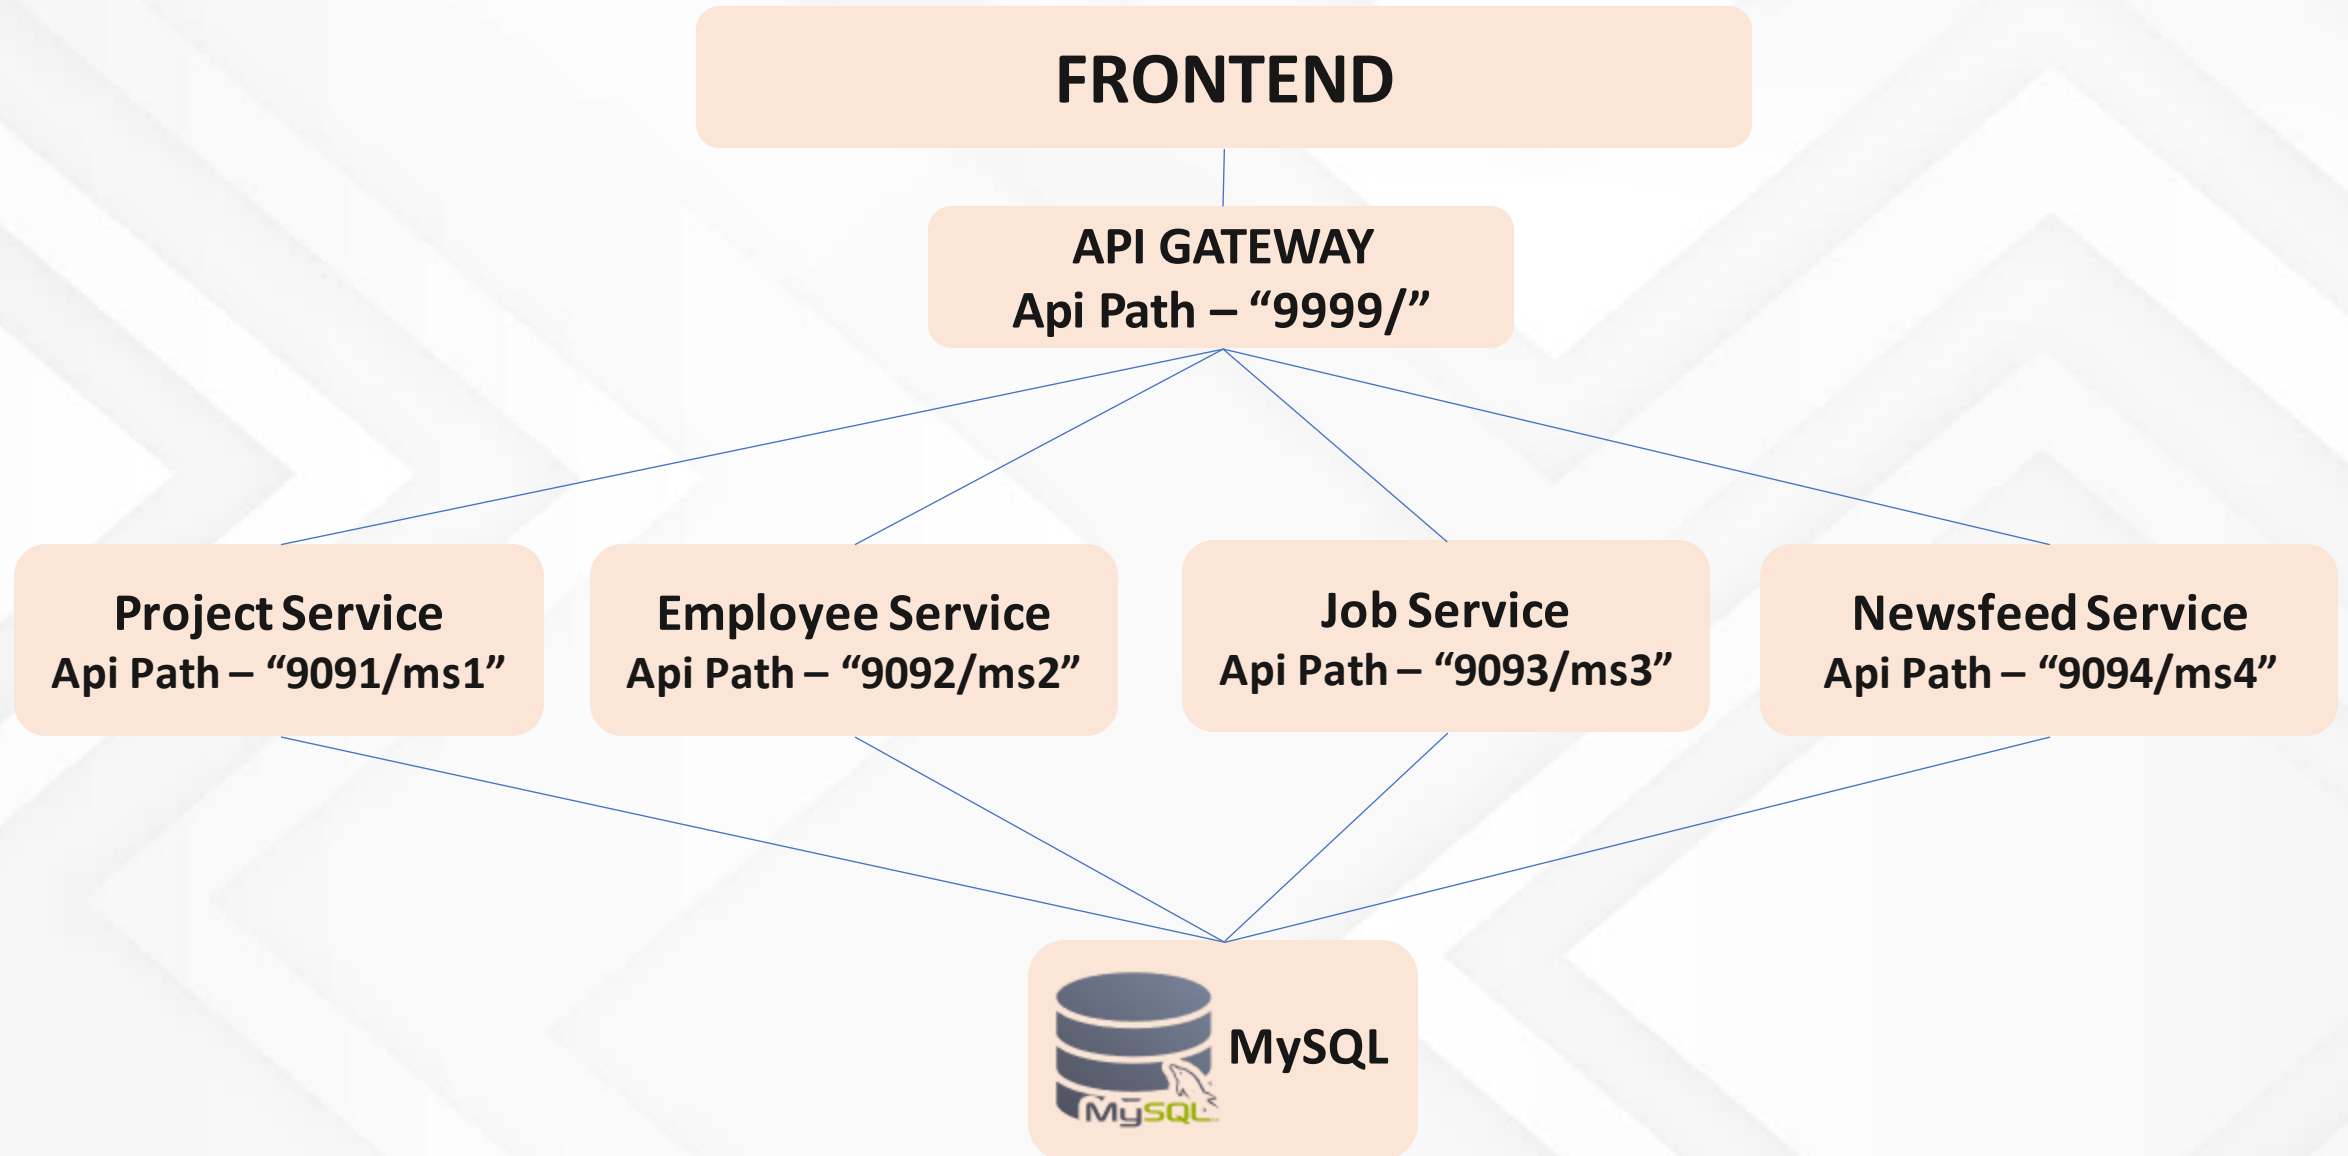 FRONTEND
API GATEWAY
Api Path – “9999/”
Project Service
Api Path – “9091/ms1”
Employee Service
Api Path – “9092/ms2”
Job Service
Api Path – “9093/ms3”
Newsfeed Service
Api Path – “9094/ms4”
MySQL
MySQL